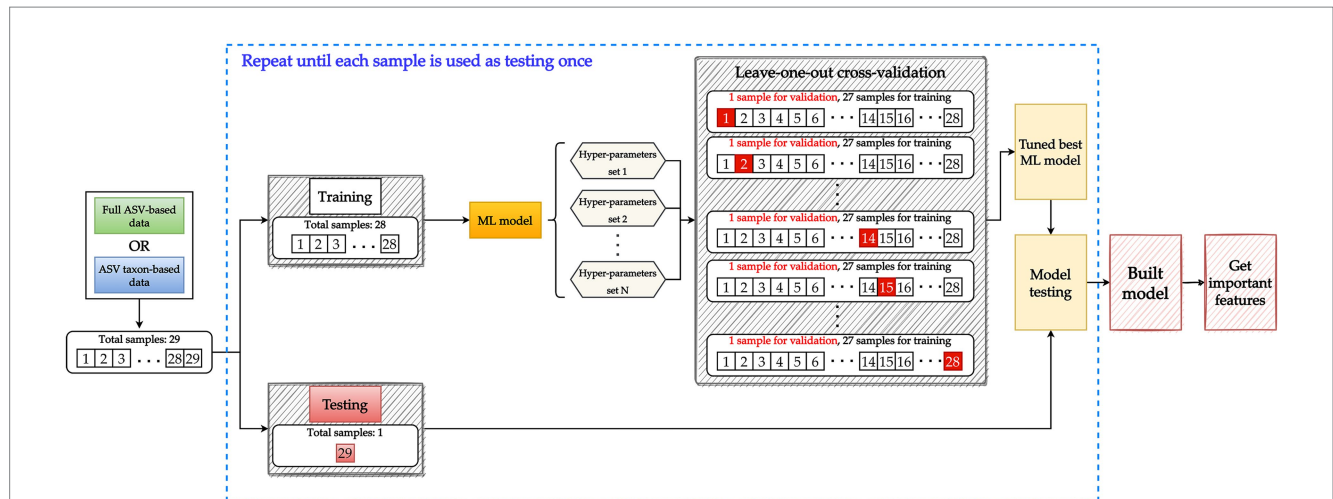 Repeat until each sample is used as testing once
Full ASV-based
data
OR
ASV taxon-based
data
Total samples: 29
1 2 3 · · · 28 29
Training
Total samples: 28
1 2 3 · · · 28
Testing
Total samples: 1
29
ML model
Hyper-parameters
set 1
Hyper-parameters
set 2
⋮
Hyper-parameters
set N
Leave-one-out cross-validation
1 sample for validation, 27 samples for training
1 2 3 4 5 6 · · · 14 15 16 · · · 28
1 sample for validation, 27 samples for training
1 2 3 4 5 6 · · · 14 15 16 · · · 28
⋮
1 sample for validation, 27 samples for training
1 2 3 4 5 6 · · · 14 15 16 · · · 28
1 sample for validation, 27 samples for training
1 2 3 4 5 6 · · · 14 15 16 · · · 28
⋮
1 sample for validation, 27 samples for training
1 2 3 4 5 6 · · · 14 15 16 · · · 28
Tuned best
ML model
Model
testing
Built
model
Get
important
features